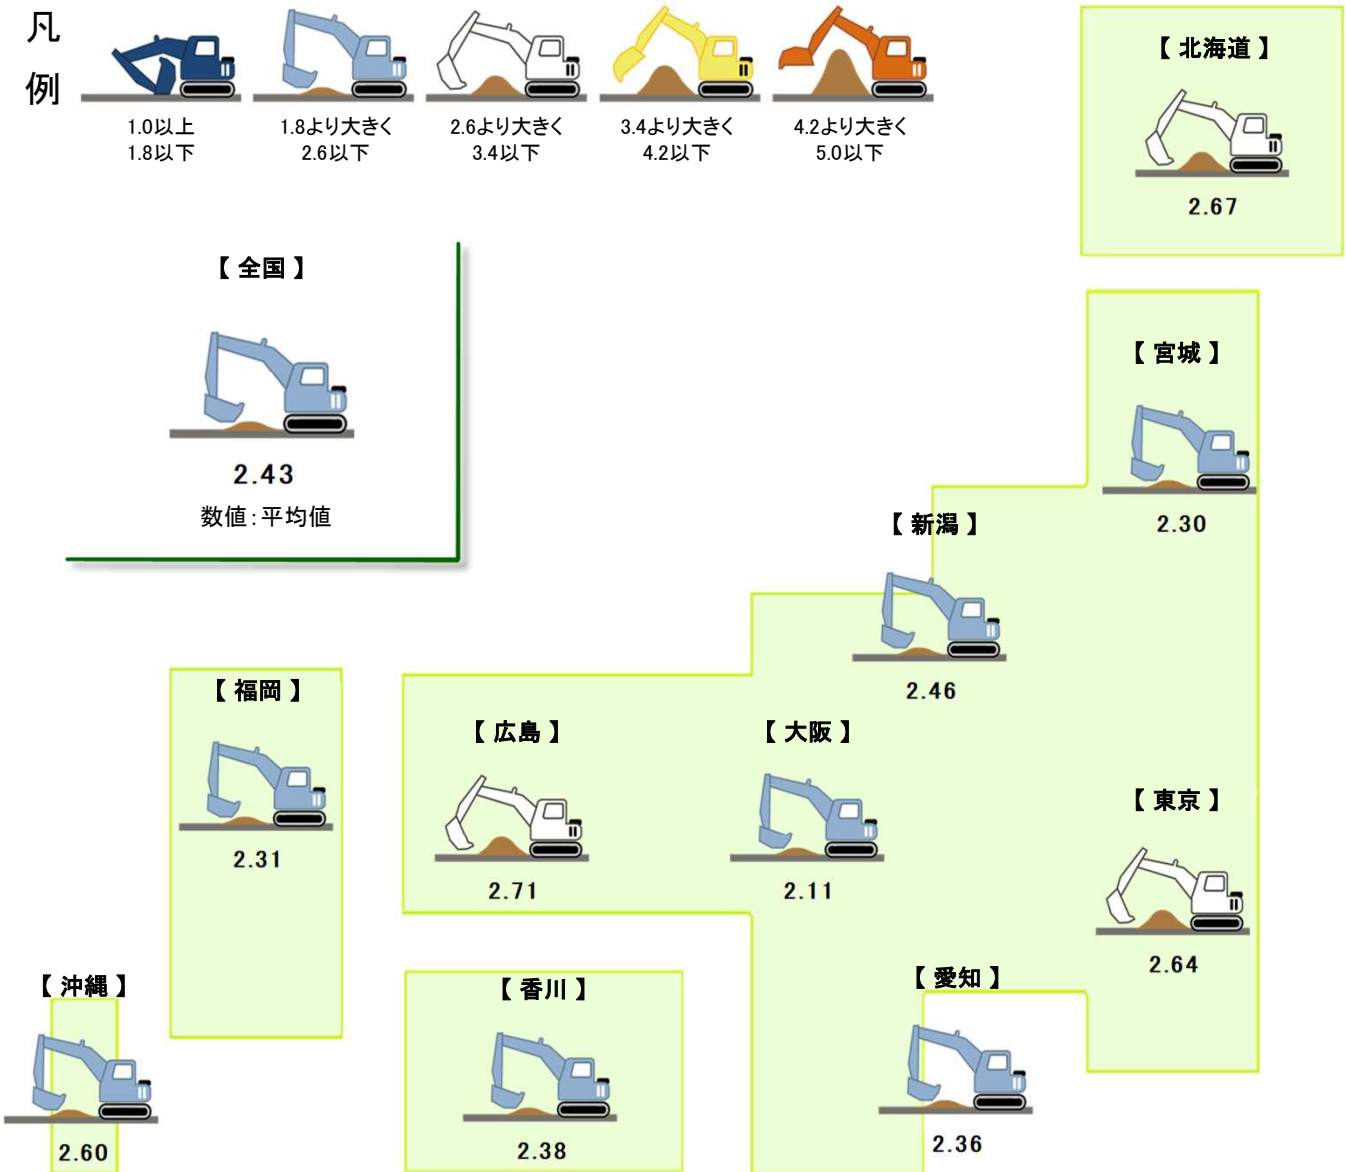 凡
例
1.0以上
1.8以下
1.8より大きく
2.6以下
2.6より大きく
3.4以下
3.4より大きく
4.2以下
4.2より大きく
5.0以下
【 北海道 】
2.67
【 全国 】
2.43
数値：平均値
【 宮城 】
2.30
【 新潟 】
2.46
【 福岡 】
2.31
【 広島 】
2.71
【 大阪 】
2.11
【 東京 】
2.64
【 沖縄 】
2.60
【 香川 】
2.38
【 愛知 】
2.36